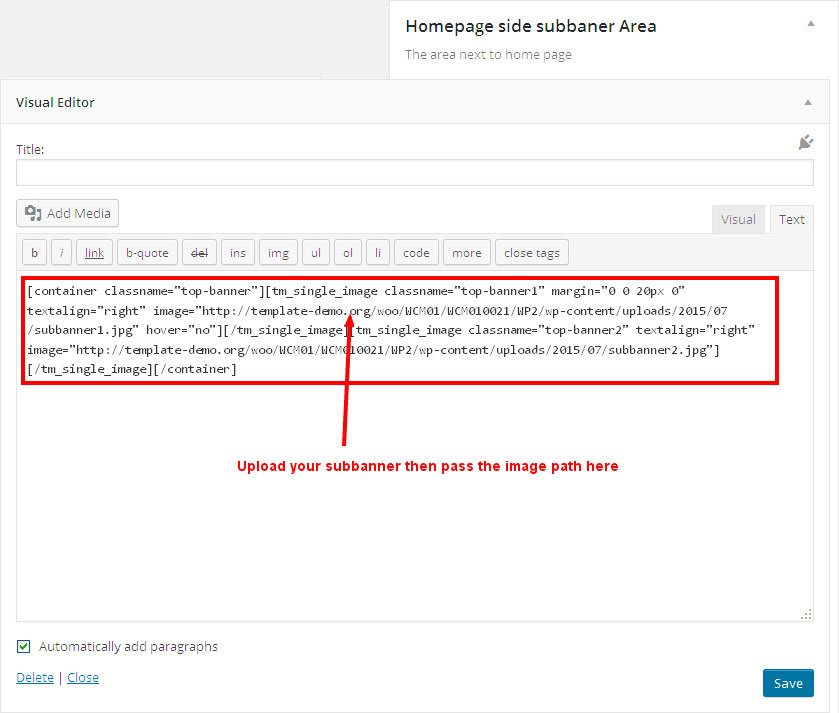 Homepage side subbaner Area
The area next to home page
Visual Editor
Title:
Add Media
Visual
Text
b
i
link
b-quote
del
ins
img
ul
ol
li
code
more
close tags
[container classname="top-banner"][tm_single_image classname="top-banner1" margin="0 0 20px 0"
textalign="right" image="http://template-demo.org/woo/WCM01/WCM010021/WP2/wp-content/uploads/2015/07
/subbanner1.jpg" hover="no"][/tm_single_image][tm_single_image classname="top-banner2" textalign="right"
image="http://template-demo.org/woo/WCM01/WCM010021/WP2/wp-content/uploads/2015/07/subbanner2.jpg"]
[/tm_single_image][/container]
Upload your subbanner then pass the image path here
Automatically add paragraphs
Delete | Close
Save